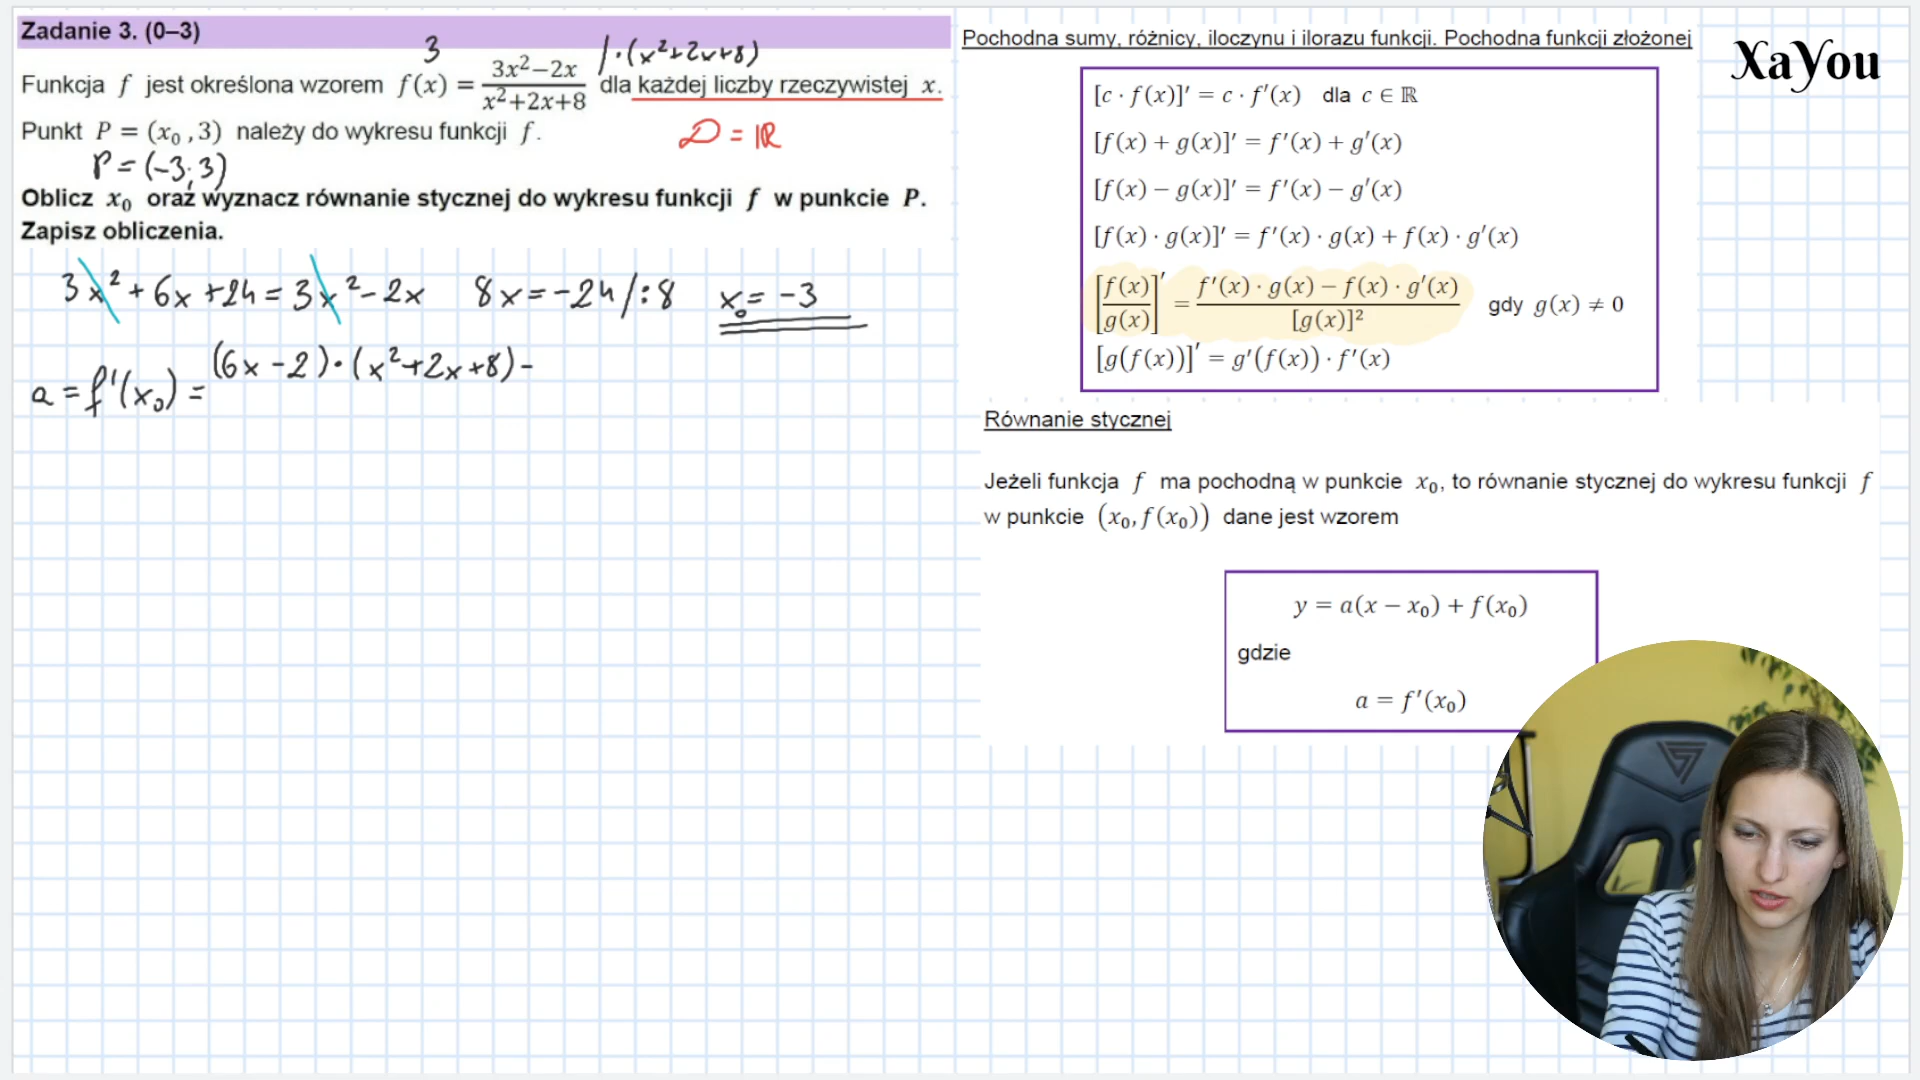 Zadanie 3. (0–3)
3 /·(x²+2x+8)
Funkcja f jest określona wzorem f(x) = (3x²−2x)/(x²+2x+8) dla każdej liczby rzeczywistej x.
Punkt P = (x₀ , 3) należy do wykresu funkcji f.
D = ℝ
P = (-3; 3)
Oblicz x₀ oraz wyznacz równanie stycznej do wykresu funkcji f w punkcie P.
Zapisz obliczenia.
3x² + 6x + 24 = 3x² - 2x 8x = -24 /:8 x₀ = -3
a = f'(x₀) = (6x - 2)·(x²+2x+8) -
Pochodna sumy, różnicy, iloczynu i ilorazu funkcji. Pochodna funkcji złożonej
[c · f(x)]′ = c · f′(x) dla c ∈ ℝ
[f(x) + g(x)]′ = f′(x) + g′(x)
[f(x) − g(x)]′ = f′(x) − g′(x)
[f(x) · g(x)]′ = f′(x) · g(x) + f(x) · g′(x)
[f(x)/g(x)]′ = (f′(x) · g(x) − f(x) · g′(x))/[g(x)]² gdy g(x) ≠ 0
[g(f(x))]′ = g′(f(x)) · f′(x)
Równanie stycznej
Jeżeli funkcja f ma pochodną w punkcie x₀, to równanie stycznej do wykresu funkcji f
w punkcie (x₀, f(x₀)) dane jest wzorem
y = a(x − x₀) + f(x₀)
gdzie
a = f′(x₀)
XaYou